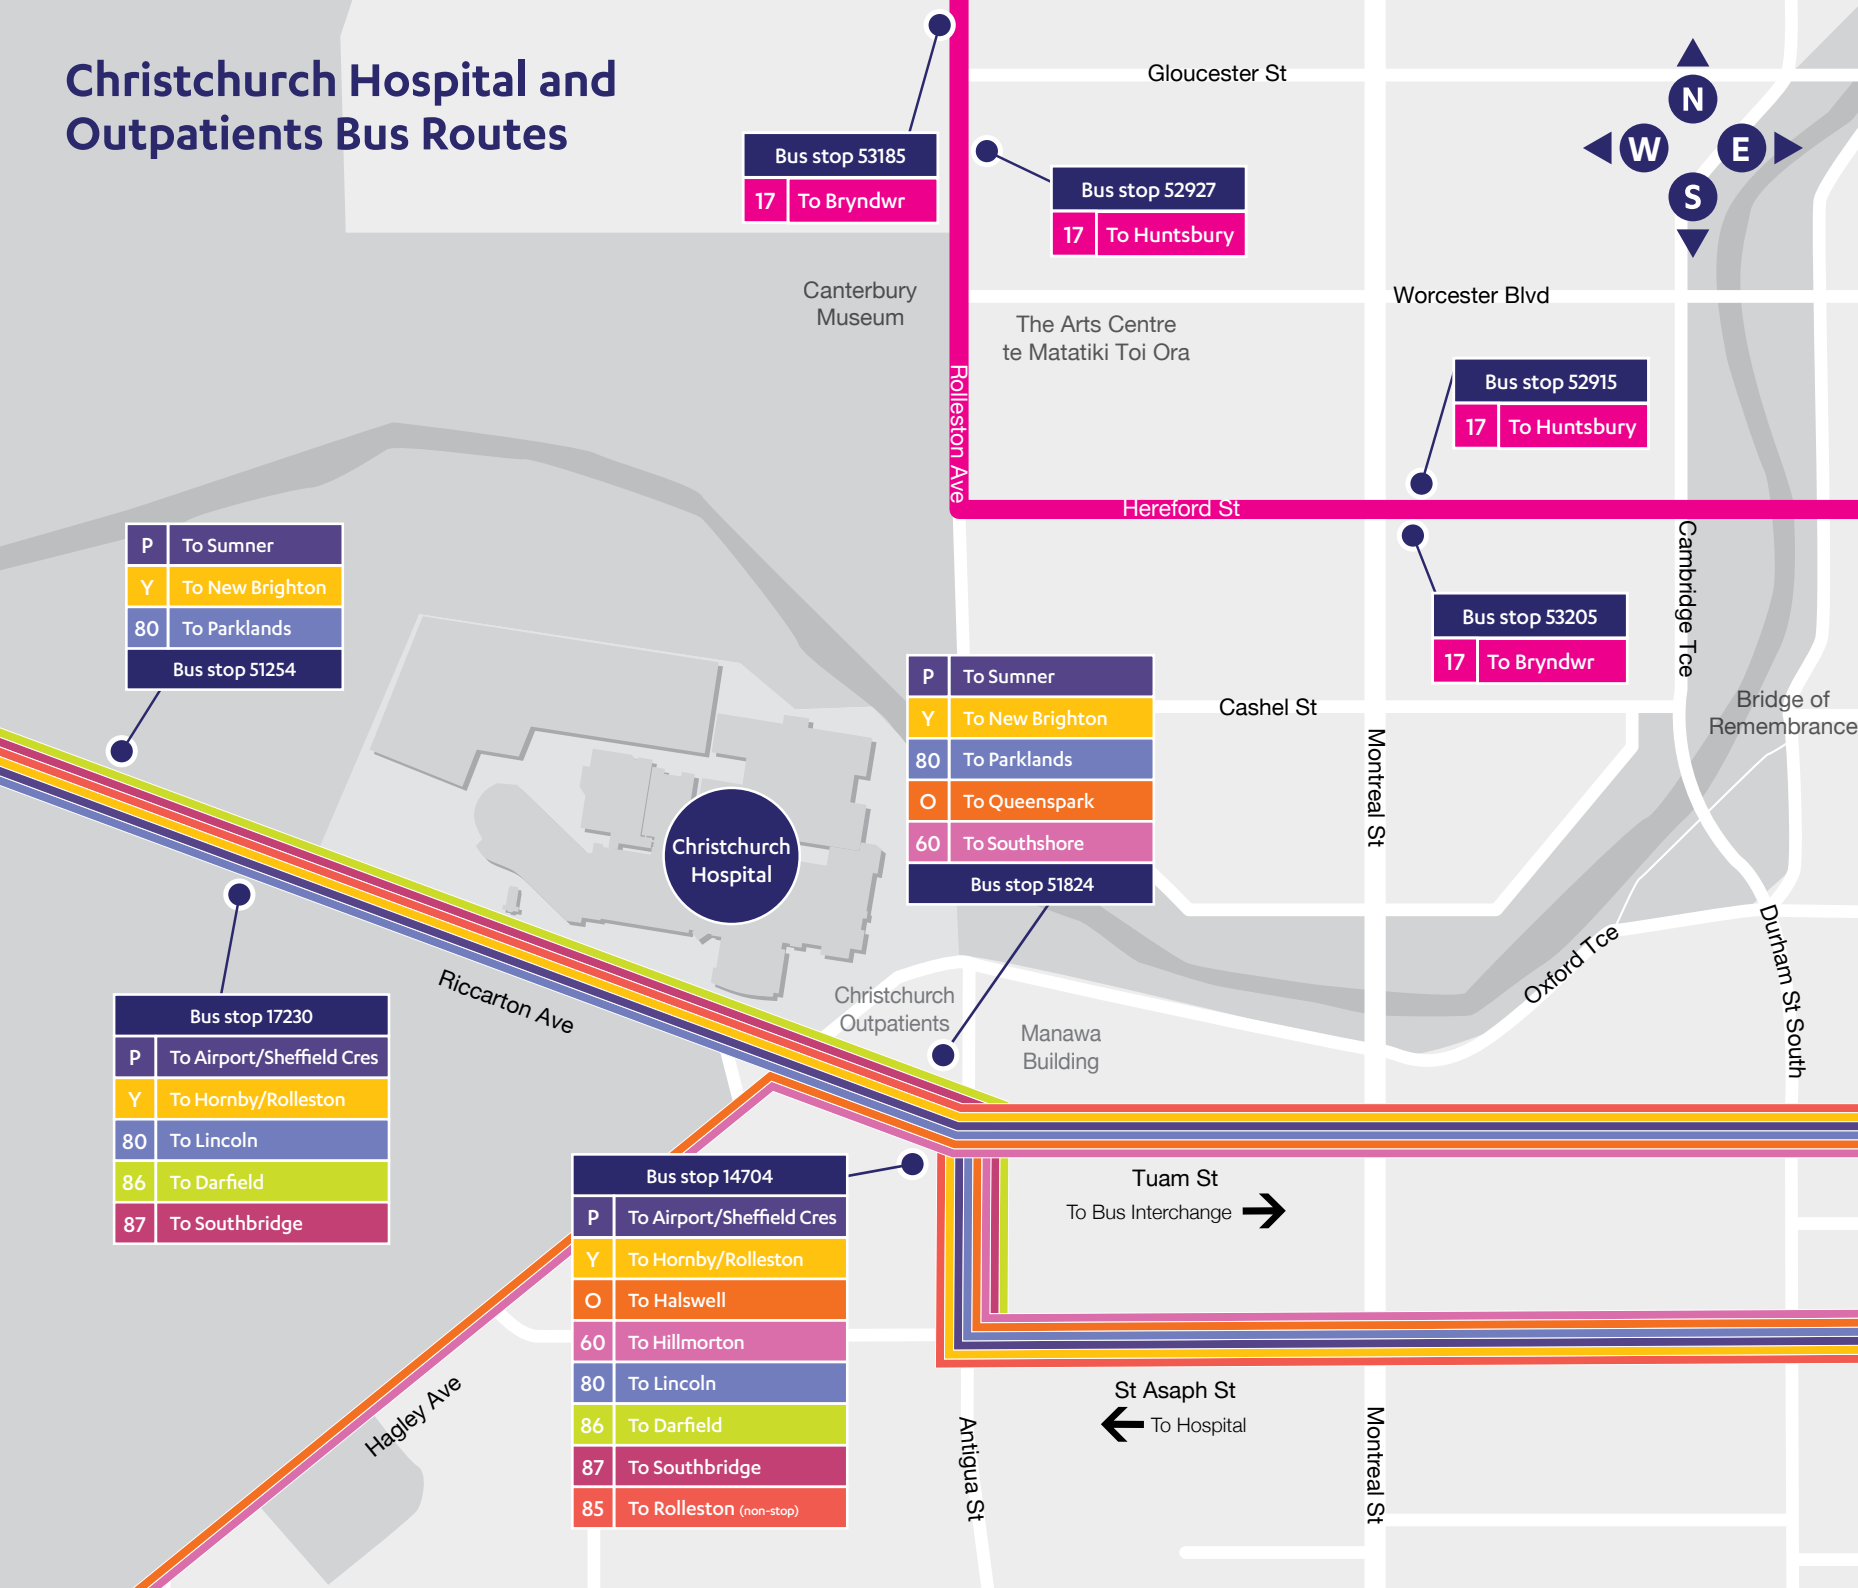 Christchurch Hospital and
Outpatients Bus Routes
Gloucester St
N
W
E
S
Bus stop 53185
17 To Bryndwr
Bus stop 52927
17 To Huntsbury
Canterbury
Museum
Worcester Blvd
The Arts Centre
te Matatiki Toi Ora
Rolleston Ave
Bus stop 52915
17 To Huntsbury
Hereford St
P To Sumner
Y To New Brighton
80 To Parklands
Bus stop 51254
Cambridge Tce
Bus stop 53205
17 To Bryndwr
P To Sumner
Y To New Brighton
80 To Parklands
O To Queenspark
60 To Southshore
Bus stop 51824
Cashel St
Bridge of
Remembrance
Montreal St
Christchurch
Hospital
Oxford Tce
Durham St South
Riccarton Ave
Christchurch
Outpatients
Manawa
Building
Bus stop 17230
P To Airport/Sheffield Cres
Y To Hornby/Rolleston
80 To Lincoln
86 To Darfield
87 To Southbridge
Bus stop 14704
P To Airport/Sheffield Cres
Y To Hornby/Rolleston
O To Halswell
60 To Hillmorton
80 To Lincoln
86 To Darfield
87 To Southbridge
85 To Rolleston (non-stop)
Tuam St
To Bus Interchange
Hagley Ave
St Asaph St
To Hospital
Antigua St
Montreal St